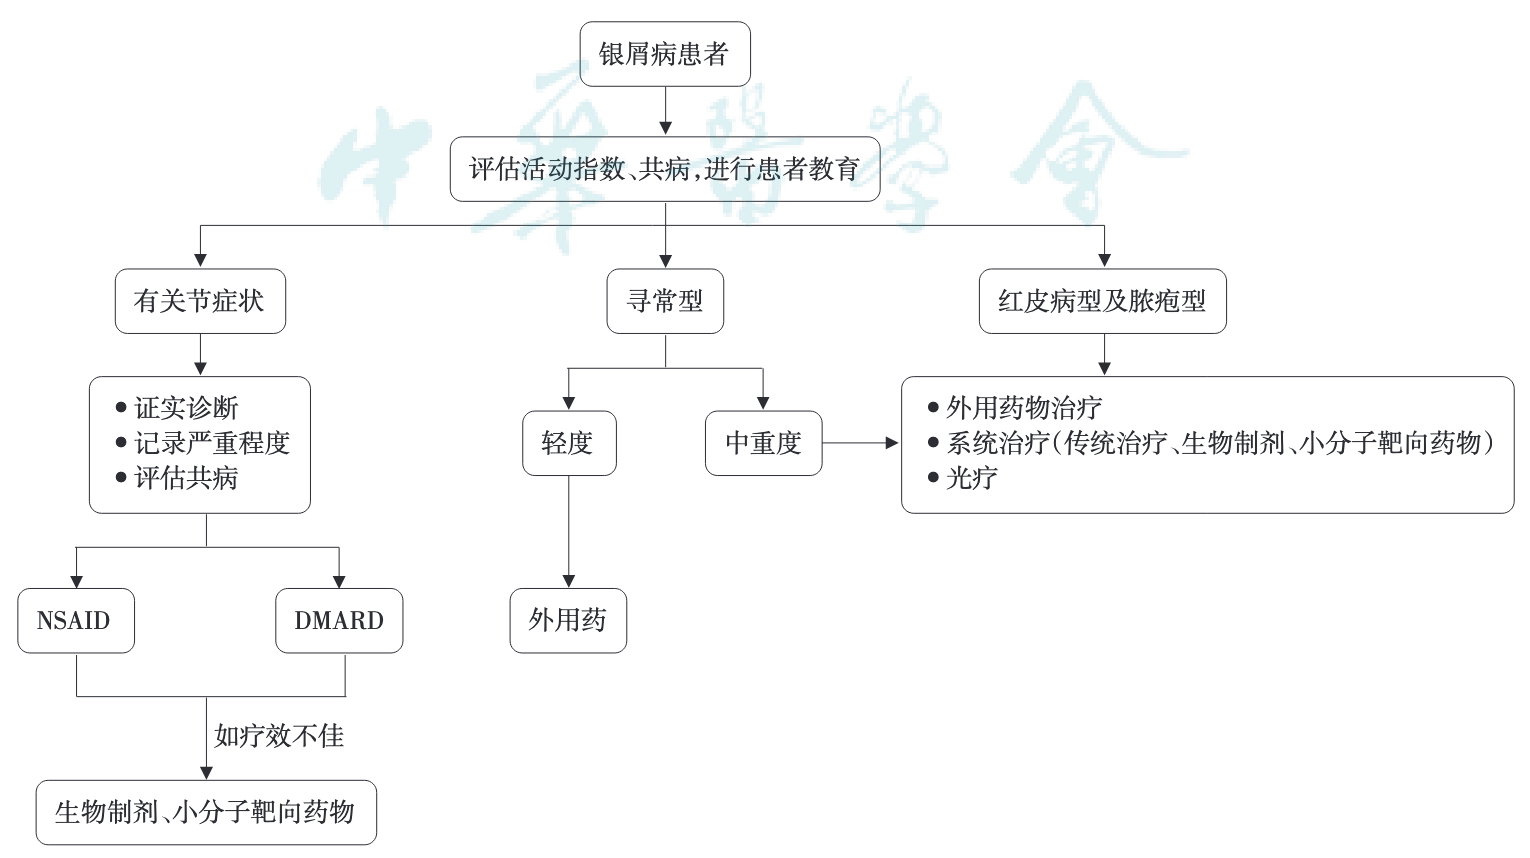 银屑病患者
评估活动指数、共病,进行患者教育
有关节症状
寻常型
红皮病型及脓疱型
● 证实诊断
● 记录严重程度
● 评估共病
轻度
中重度
● 外用药物治疗
● 系统治疗(传统治疗、生物制剂、小分子靶向药物)
● 光疗
NSAID
DMARD
外用药
如疗效不佳
生物制剂、小分子靶向药物
中華醫學會